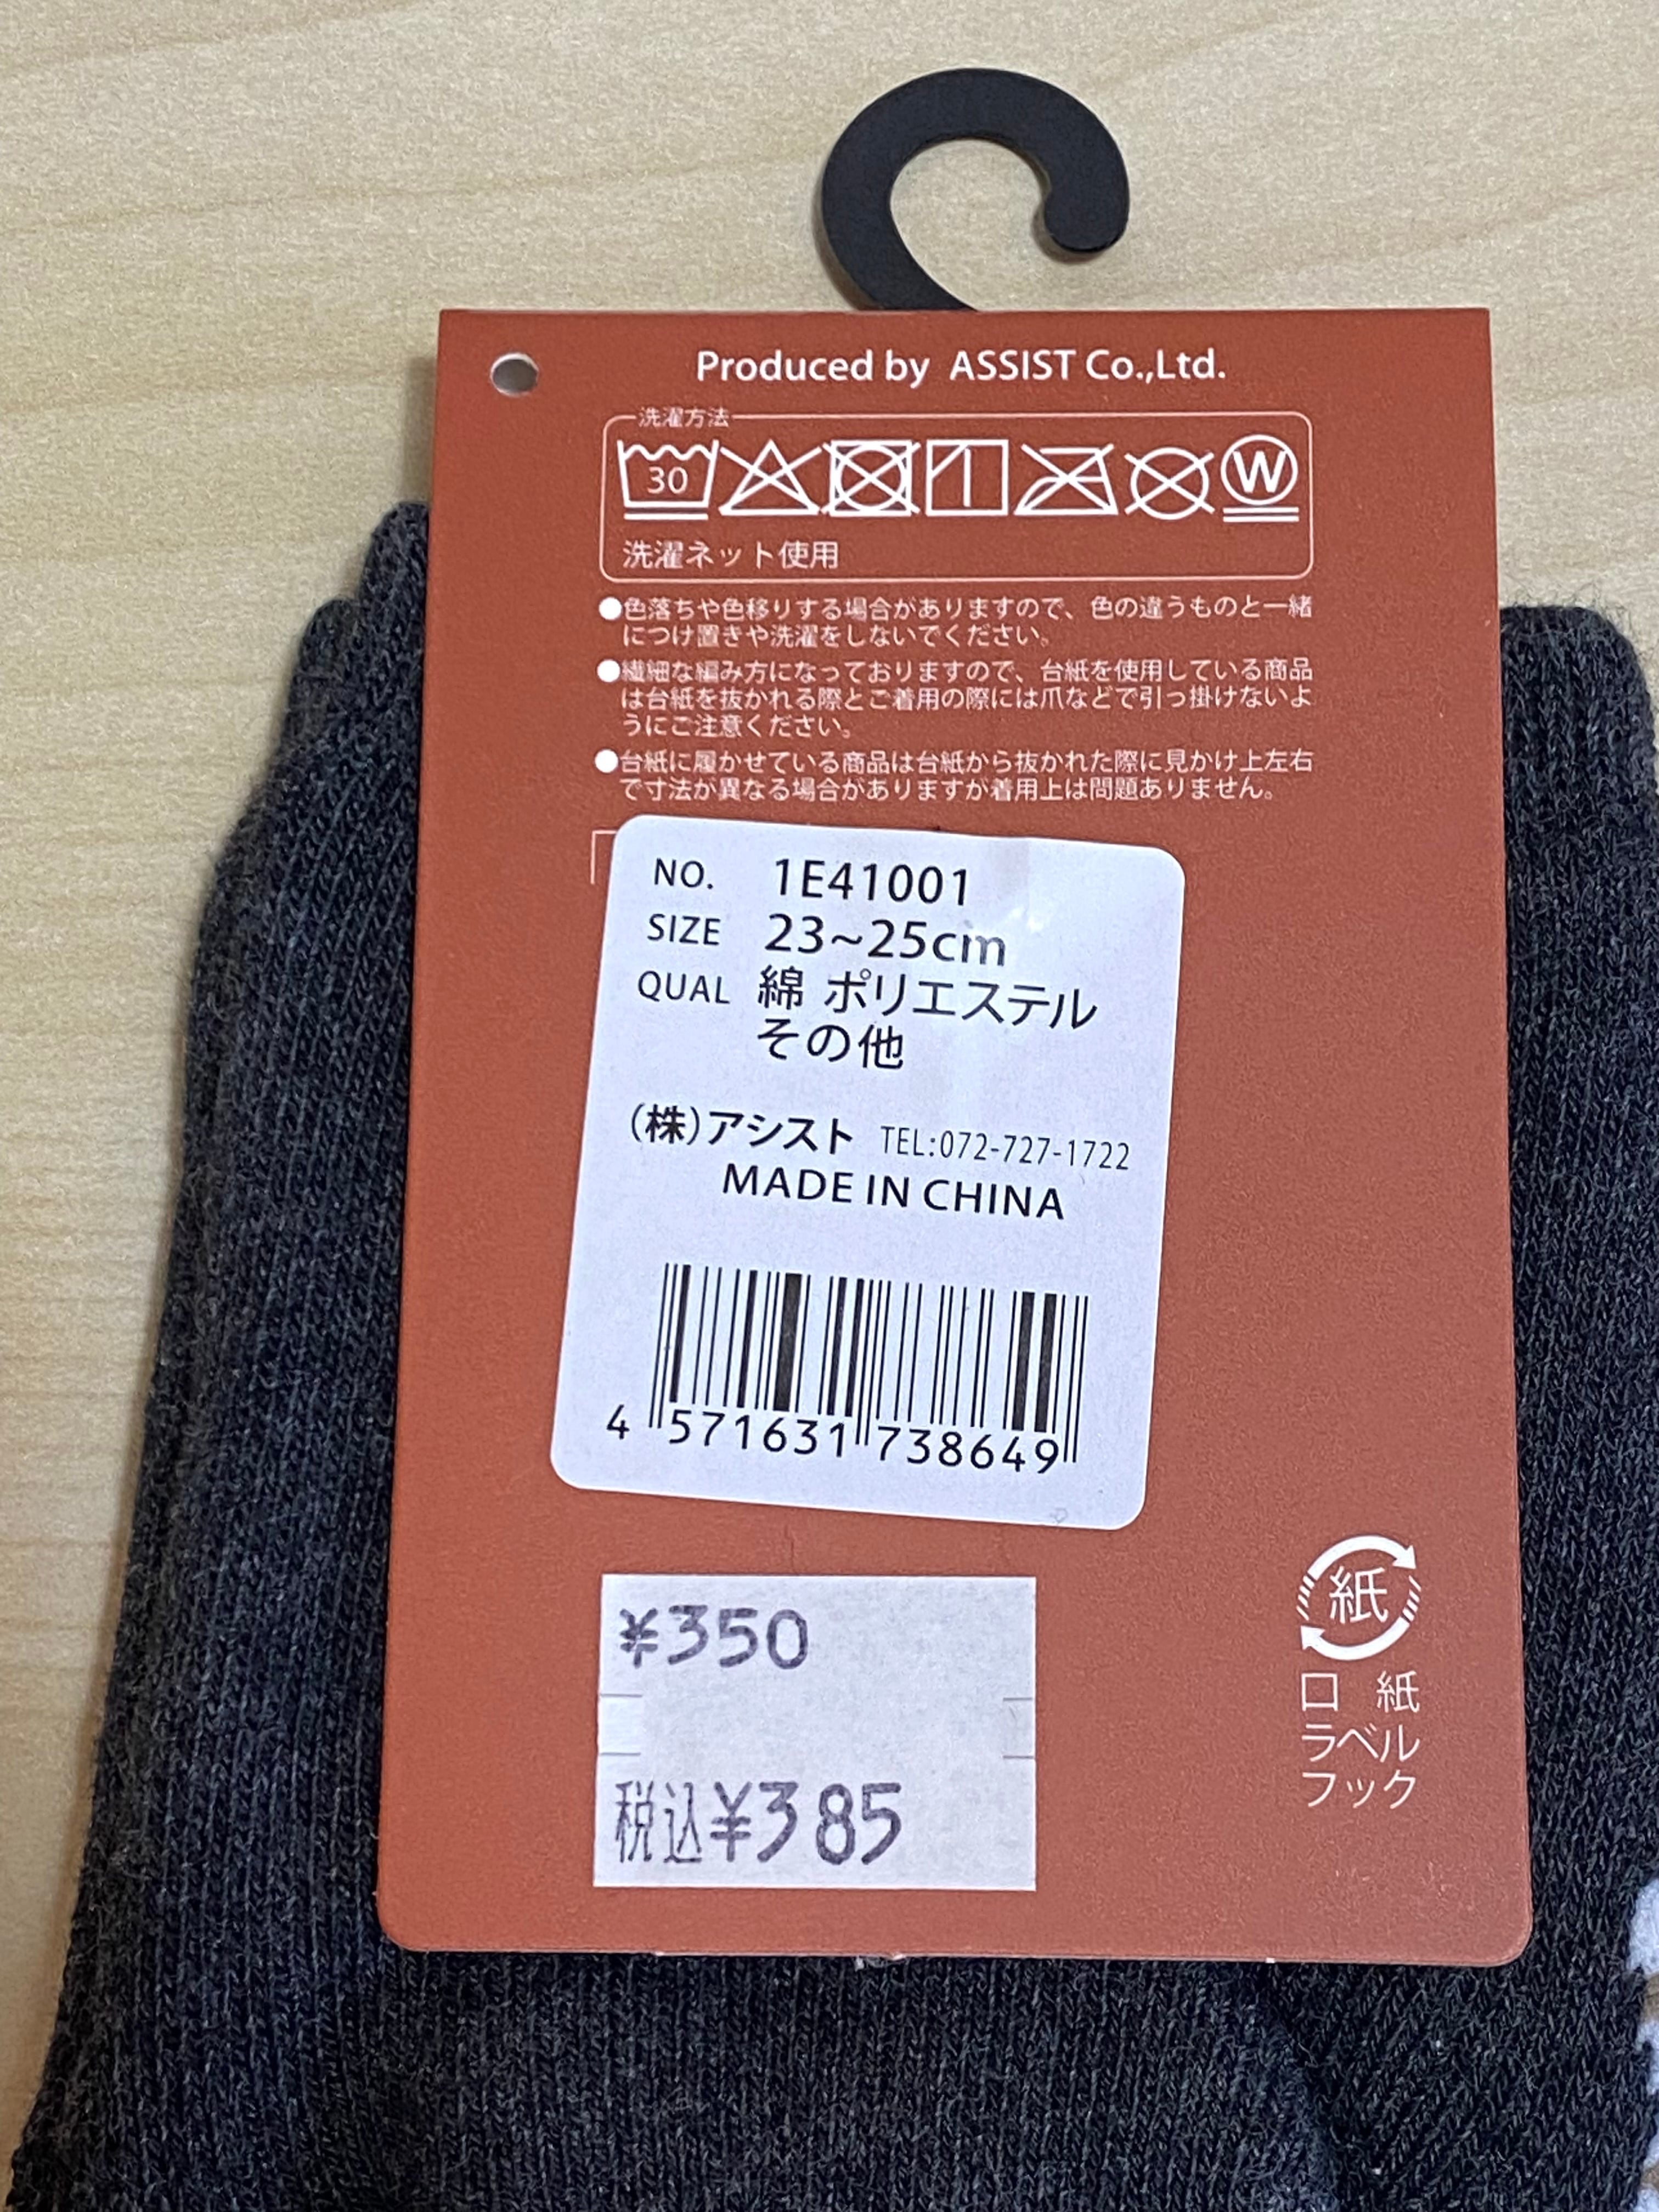 Produced by ASSIST Co.,Ltd.
洗濯方法
30
W
洗濯ネット使用
●色落ちや色移りする場合がありますので、色の違うものと一緒
につけ置きや洗濯をしないでください。
●繊細な編み方になっておりますので、台紙を使用している商品
は台紙を抜かれる際とご着用の際には爪などで引っ掛けないよ
うにご注意ください。
●台紙に履かせている商品は台紙から抜かれた際に見かけ上左右
で寸法が異なる場合がありますが着用上は問題ありません。
NO. 1E41001
SIZE 23~25cm
QUAL 綿 ポリエステル
その他
(株)アシスト TEL:072-727-1722
MADE IN CHINA
4 571631 738649
¥350
税込¥385
紙
口 紙
ラベル
フック